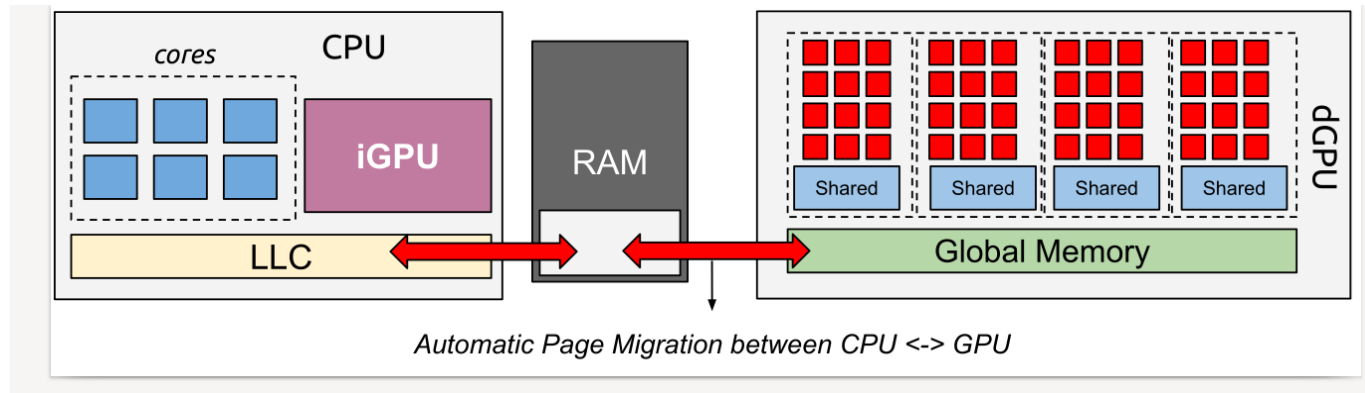 CPU
cores
iGPU
LLC
RAM
dGPU
Shared
Shared
Shared
Shared
Global Memory
Automatic Page Migration between CPU <-> GPU